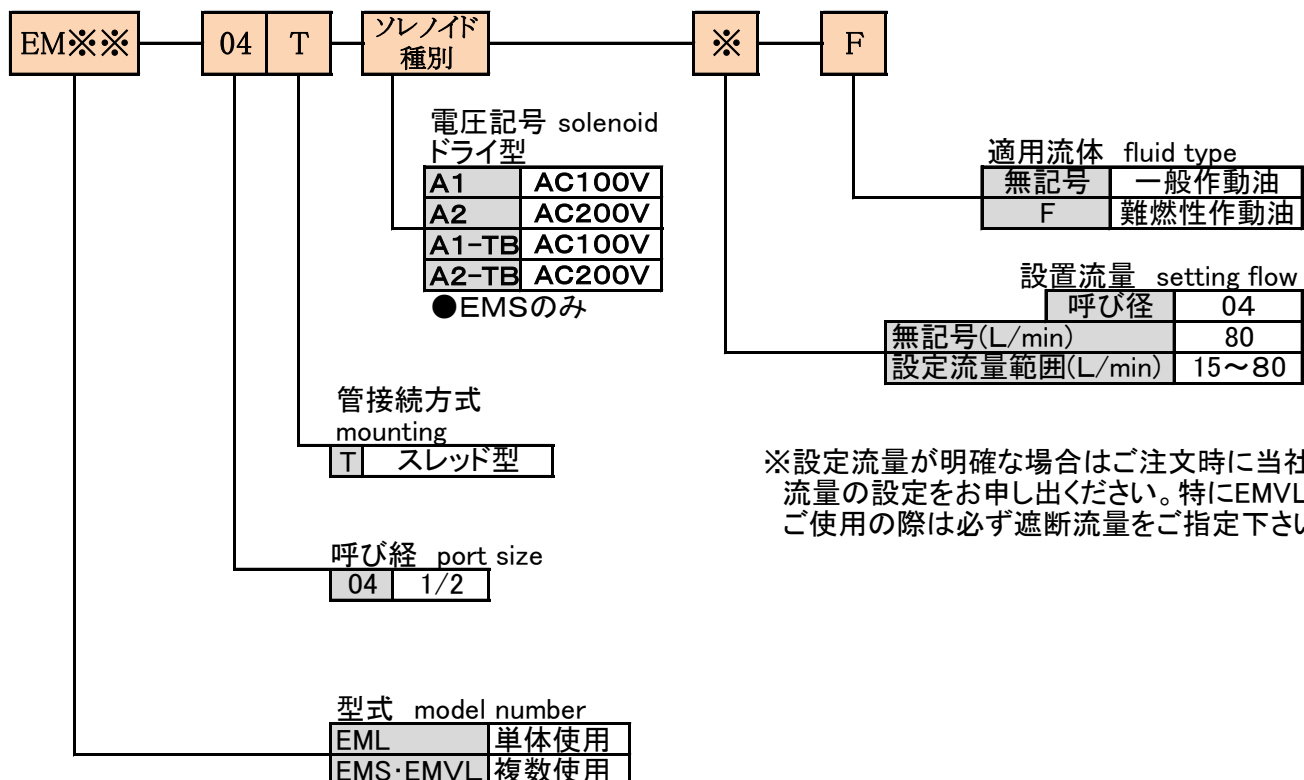 EM※※ 04 T ソレノイド種別 ※ F
電圧記号 solenoid
ドライ型
A1 AC100V
A2 AC200V
A1-TB AC100V
A2-TB AC200V
●EMSのみ
適用流体 fluid type
無記号 一般作動油
F 難燃性作動油
設置流量 setting flow
呼び径 04
無記号(L/min) 80
設定流量範囲(L/min) 15～80
管接続方式
mounting
T スレッド型
※設定流量が明確な場合はご注文時に当社
流量の設定をお申し出ください。特にEMVL
ご使用の際は必ず遮断流量をご指定下さい
呼び経 port size
04 1/2
型式 model number
EML 単体使用
EMS･EMVL 複数使用